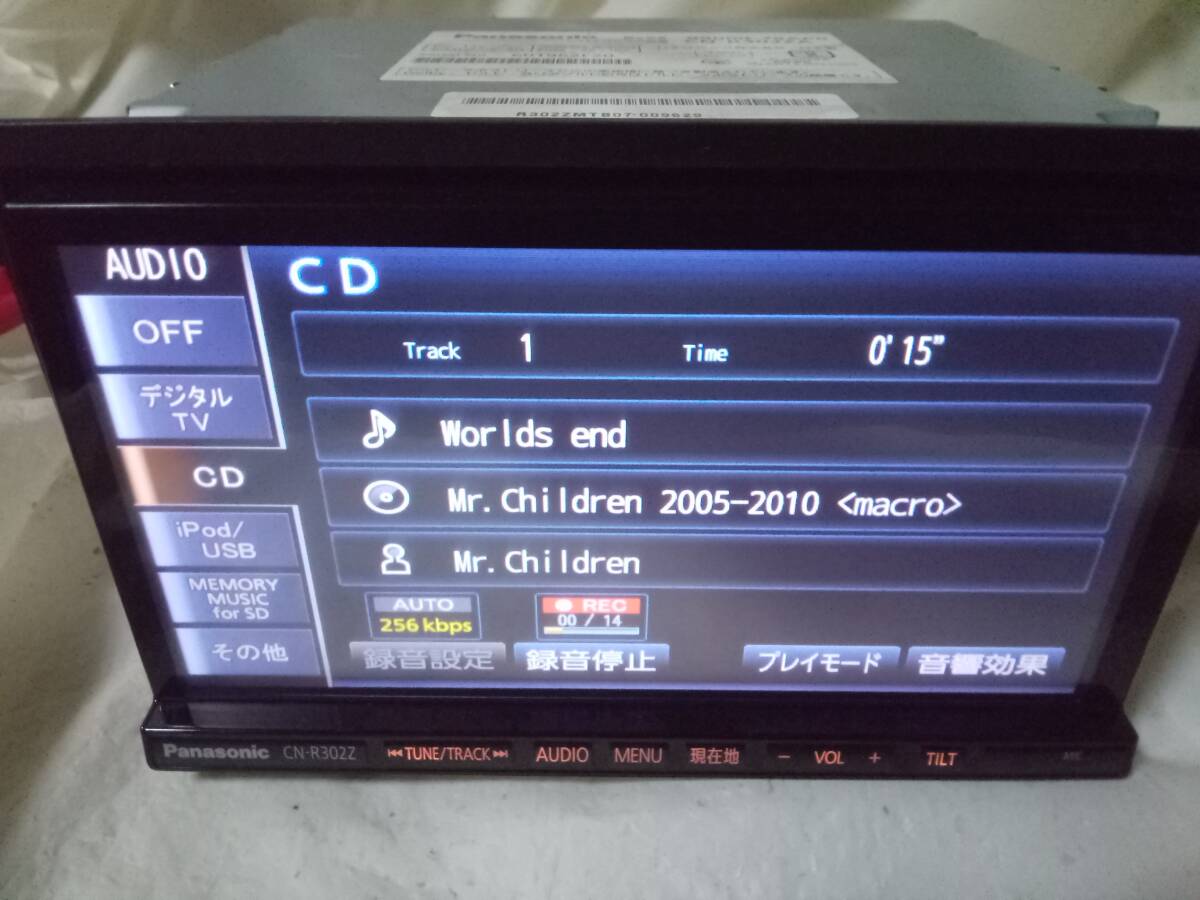 Panasonic
R302ZMT807-009629
AUDIO
CD
OFF
Track 1 Time 0'15"
デジタル
TV
Worlds end
CD
Mr.Children 2005-2010 <macro>
iPod/
USB
Mr.Children
MEMORY
MUSIC
for SD
AUTO
256 kbps
REC
00 / 14
その他
録音設定 録音停止 プレイモード 音響効果
Panasonic CN-R302Z TUNE/TRACK AUDIO MENU 現在地 − VOL + TILT